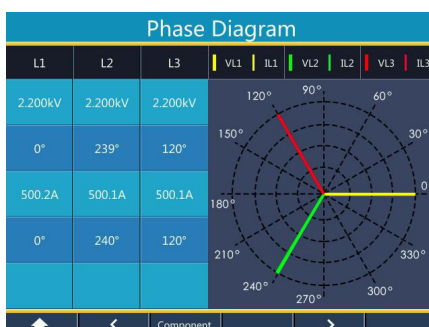 Phase Diagram
L1 L2 L3 VL1 IL1 VL2 IL2 VL3 IL3
2.200kV 2.200kV 2.200kV
0° 239° 120°
500.2A 500.1A 500.1A
0° 240° 120°
90°
120° 60°
150° 30°
180° 0
210° 330°
240° 300°
270°
Component